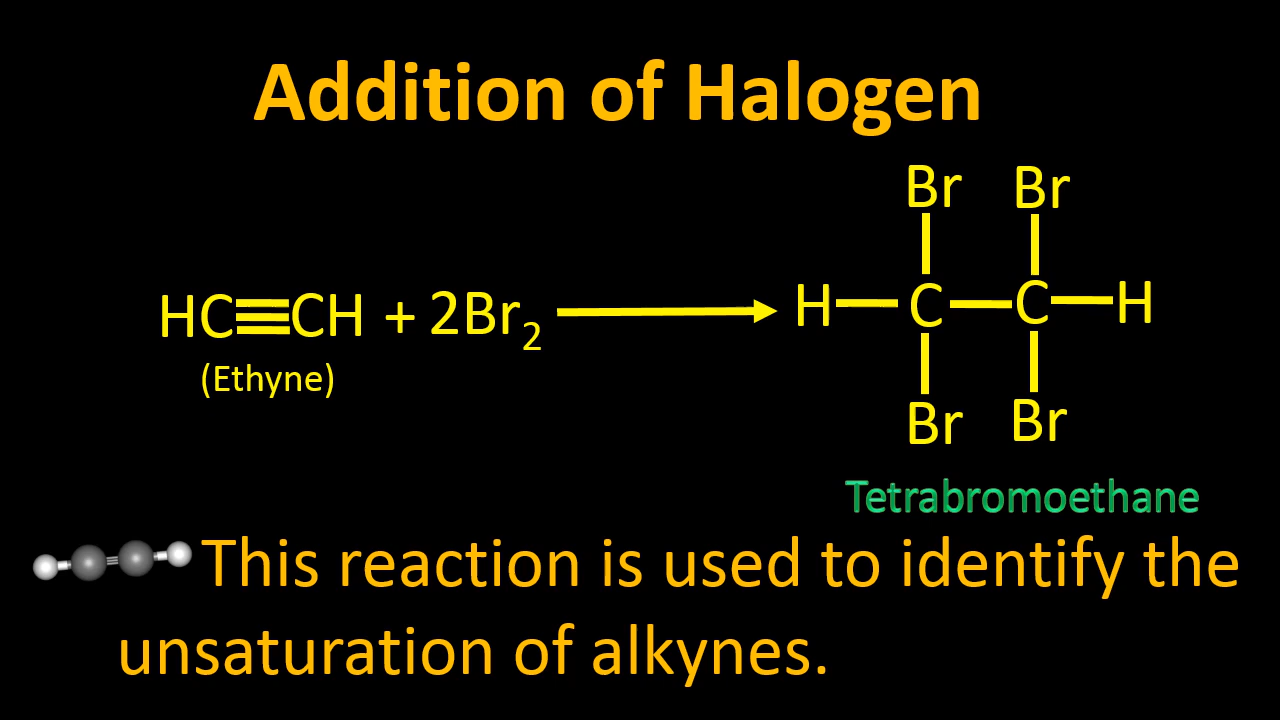 Addition of Halogen
Br Br
HC≡CH + 2Br₂ H C C H
(Ethyne)
Br Br
Tetrabromoethane
This reaction is used to identify the
unsaturation of alkynes.